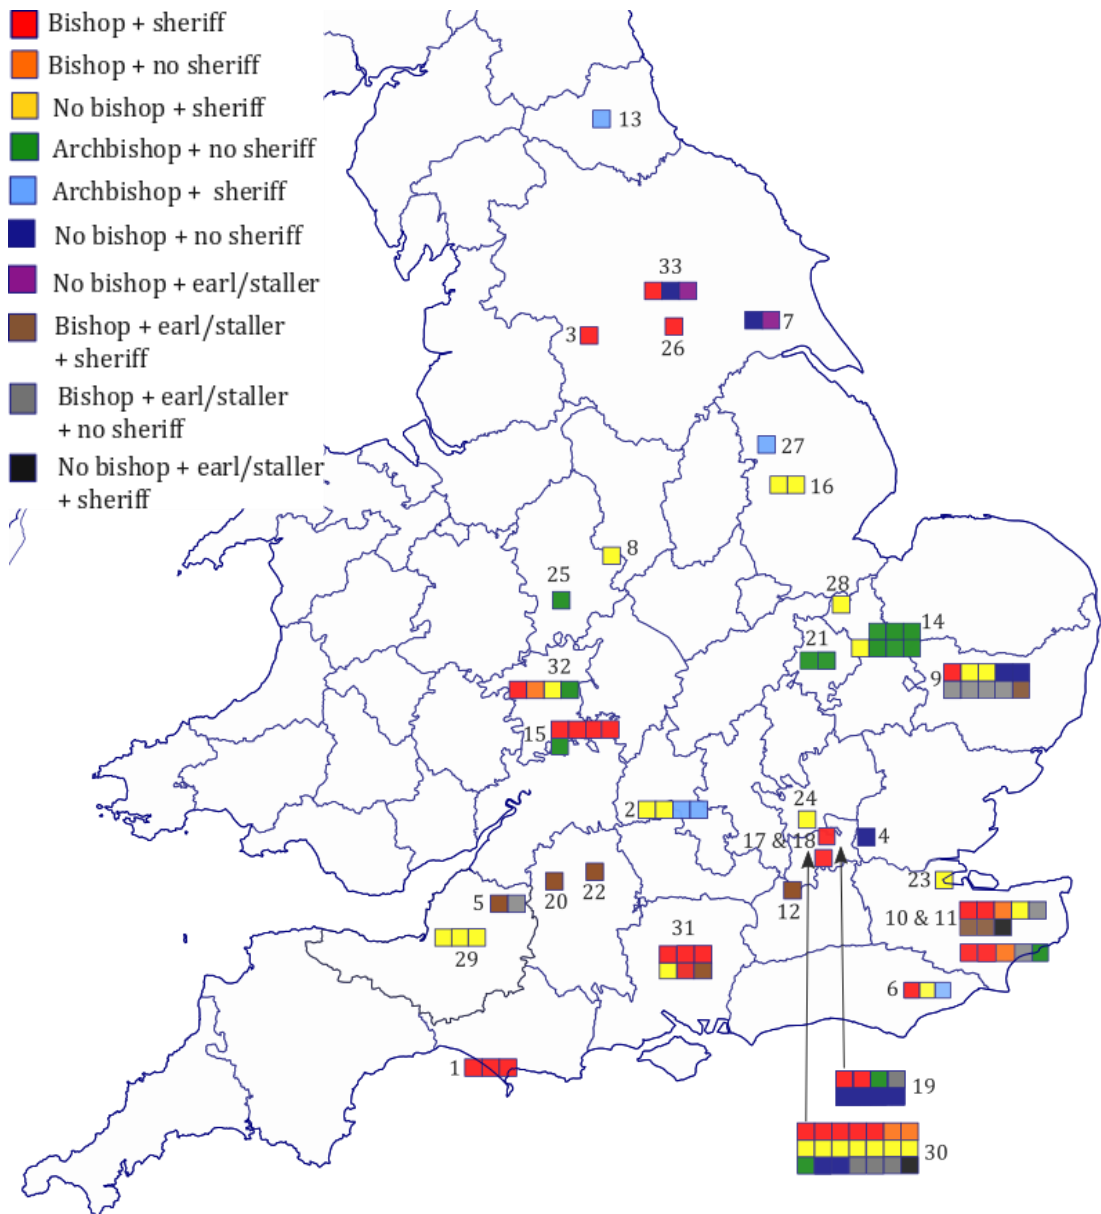 Bishop + sheriff
Bishop + no sheriff
No bishop + sheriff
Archbishop + no sheriff
Archbishop + sheriff
No bishop + no sheriff
No bishop + earl/staller
Bishop + earl/staller
+ sheriff
Bishop + earl/staller
+ no sheriff
No bishop + earl/staller
+ sheriff
13
33
3
26
7
27
16
8
25
28
14
21
32
9
15
24
2
17 & 18
4
23
22
20
12
5
10 & 11
31
29
6
1
19
30